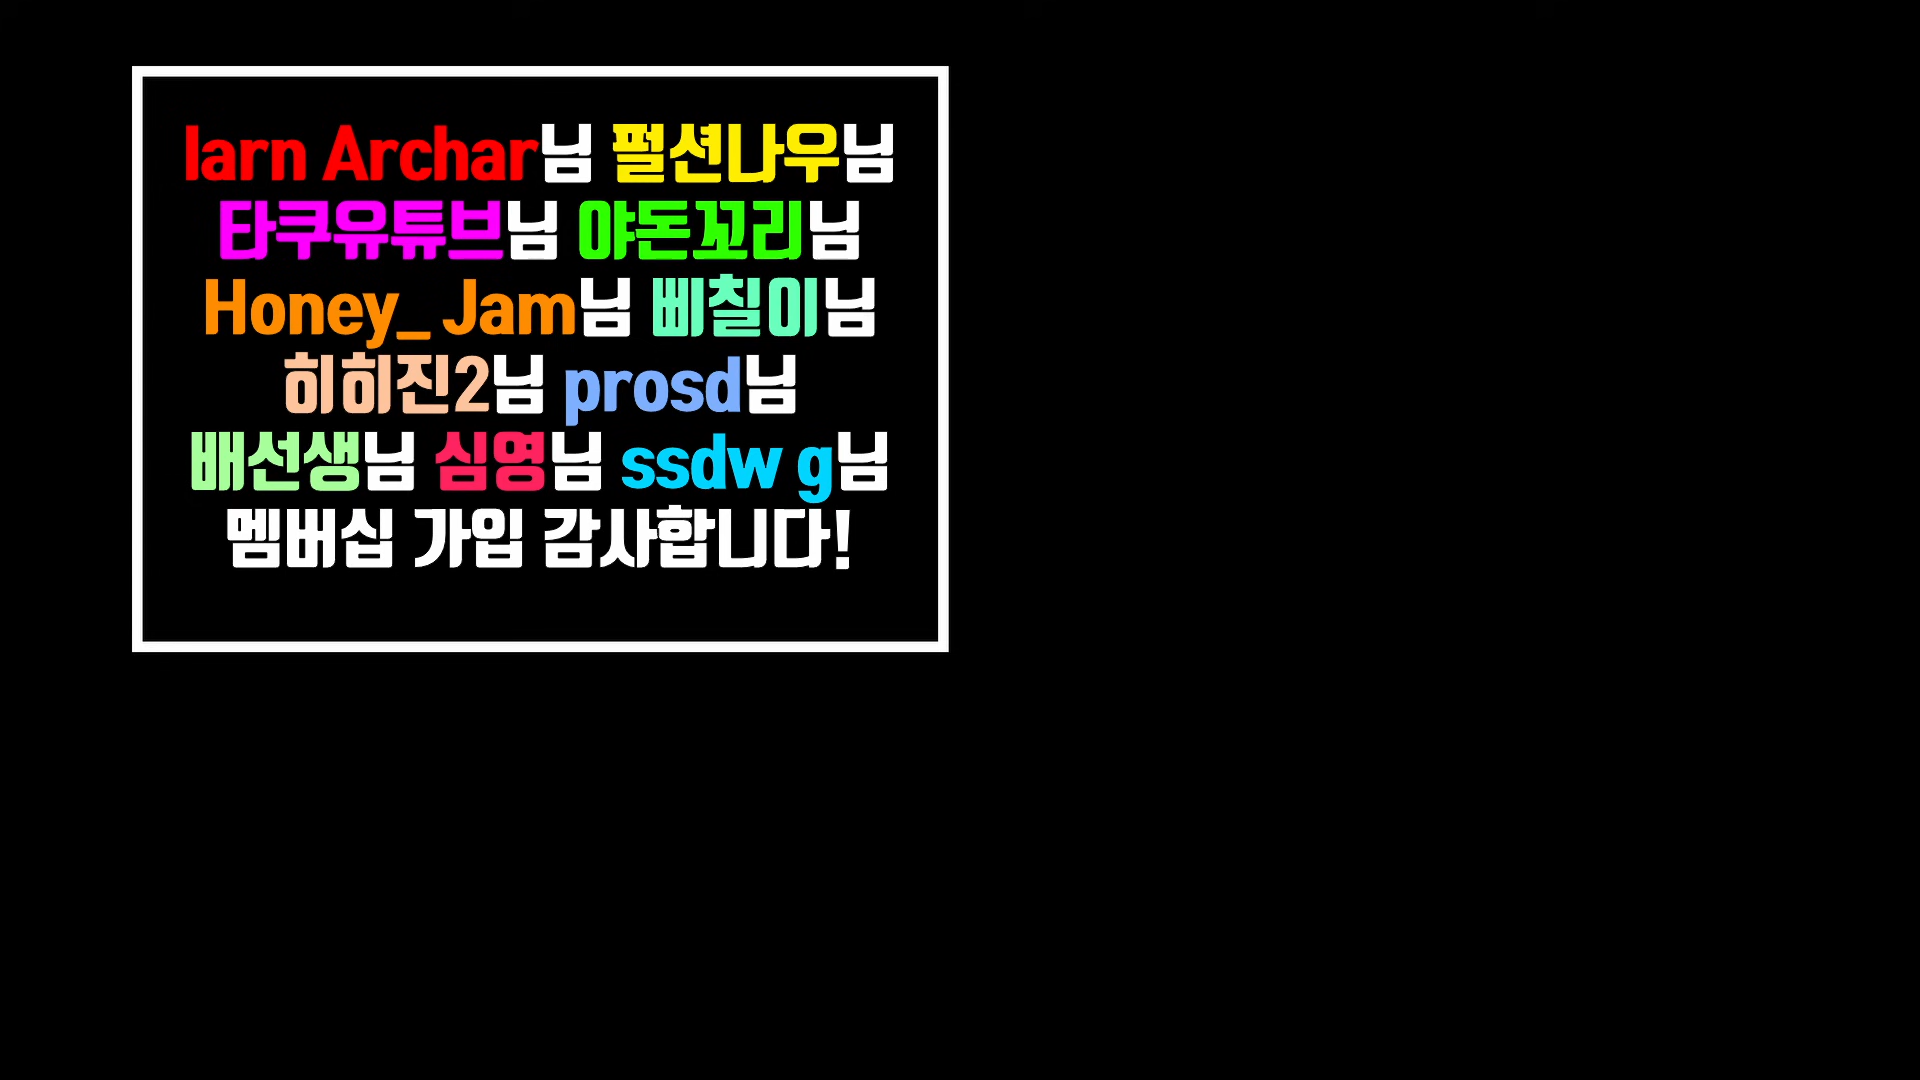 Iarn Archar님 펄션나우님
타쿠유튜브님 야돈꼬리님
Honey_ Jam님 삐칠이님
히히진2님 prosd님
배선생님 심영님 ssdw g님
멤버십 가입 감사합니다!